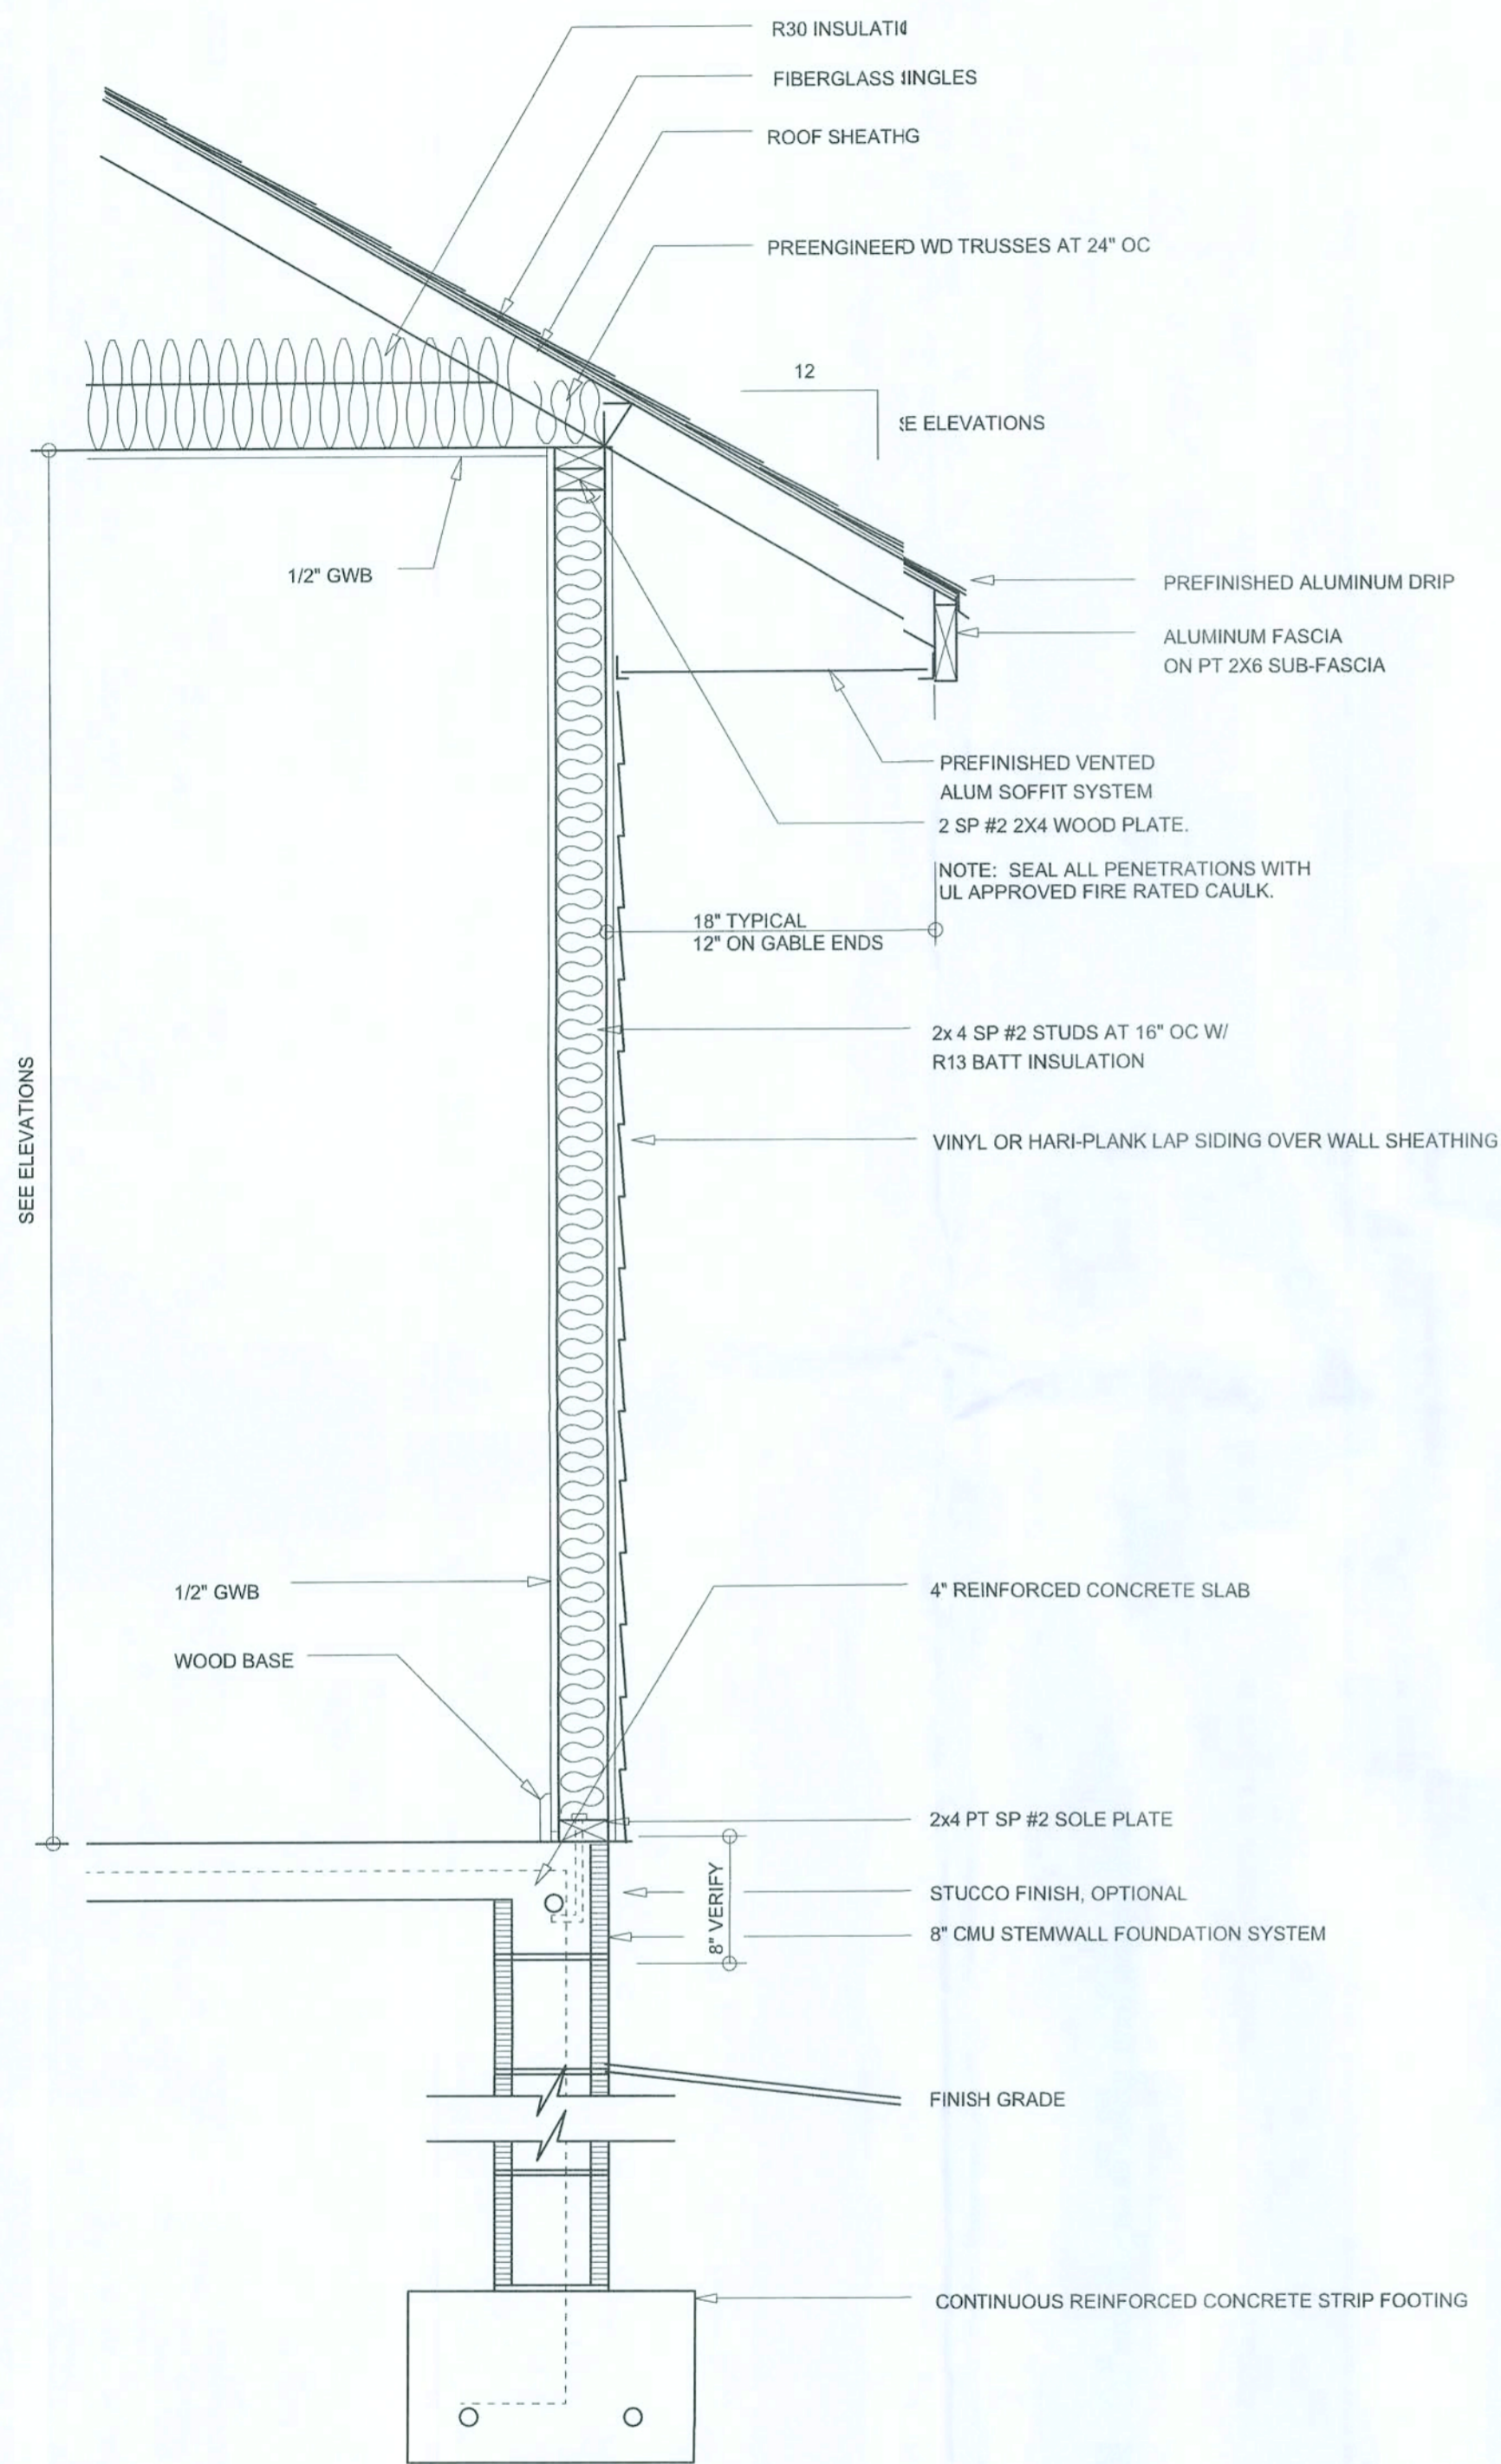 R30 INSULATI
FIBERGLASS INGLES
ROOF SHEATHG
PREENGINEERD WD TRUSSES AT 24" OC
12
E ELEVATIONS
1/2" GWB
PREFINISHED ALUMINUM DRIP
ALUMINUM FASCIA
ON PT 2X6 SUB-FASCIA
PREFINISHED VENTED
ALUM SOFFIT SYSTEM
2 SP #2 2X4 WOOD PLATE.
NOTE: SEAL ALL PENETRATIONS WITH
UL APPROVED FIRE RATED CAULK.
18" TYPICAL
12" ON GABLE ENDS
2x 4 SP #2 STUDS AT 16" OC W/
R13 BATT INSULATION
SEE ELEVATIONS
VINYL OR HARI-PLANK LAP SIDING OVER WALL SHEATHING
1/2" GWB
4" REINFORCED CONCRETE SLAB
WOOD BASE
2x4 PT SP #2 SOLE PLATE
8" VERIFY
STUCCO FINISH, OPTIONAL
8" CMU STEMWALL FOUNDATION SYSTEM
FINISH GRADE
CONTINUOUS REINFORCED CONCRETE STRIP FOOTING